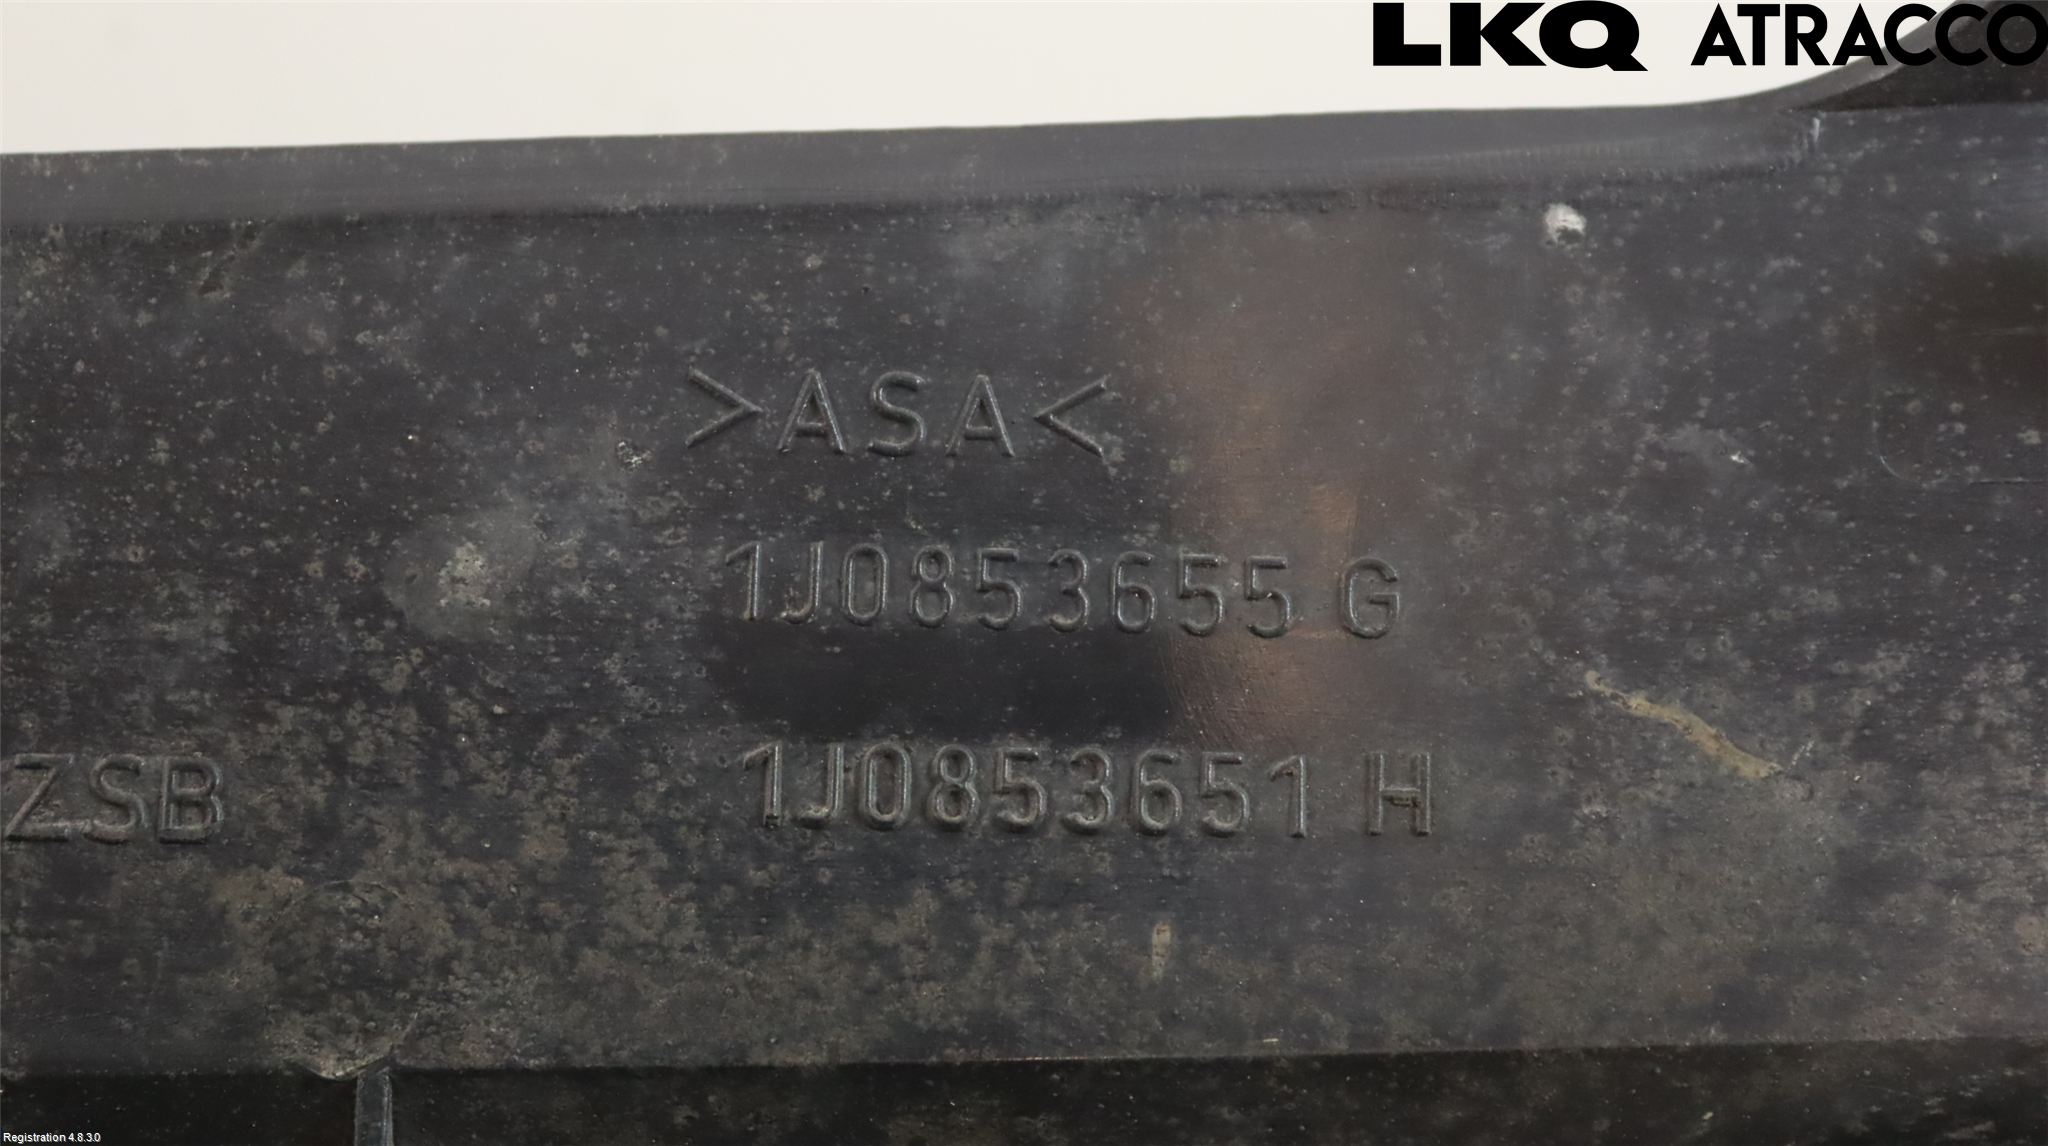 LKQ ATRACCO
>ASA<
1J0853655 G
ZSB 1J0853651 H
Registration 4.8.3.0